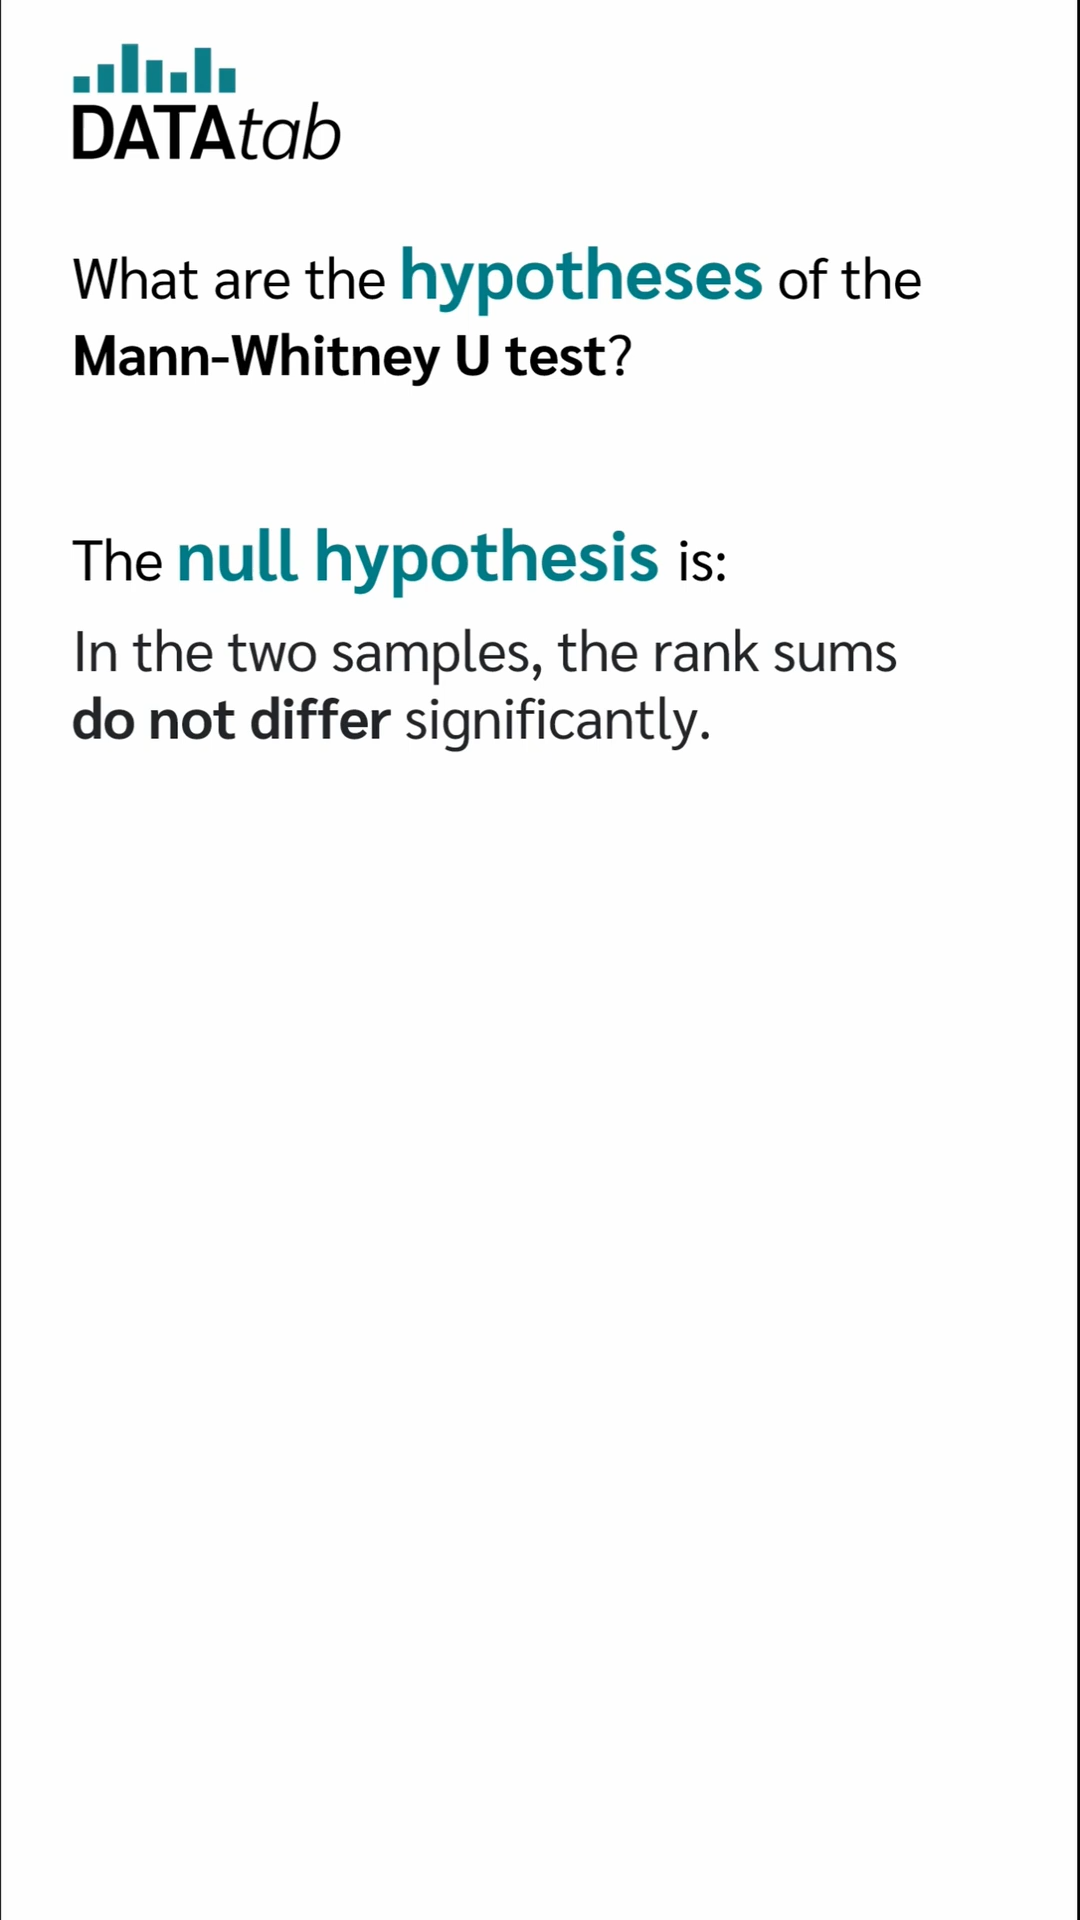 DATAtab
What are the hypotheses of the
Mann-Whitney U test?
The null hypothesis is:
In the two samples, the rank sums
do not differ significantly.